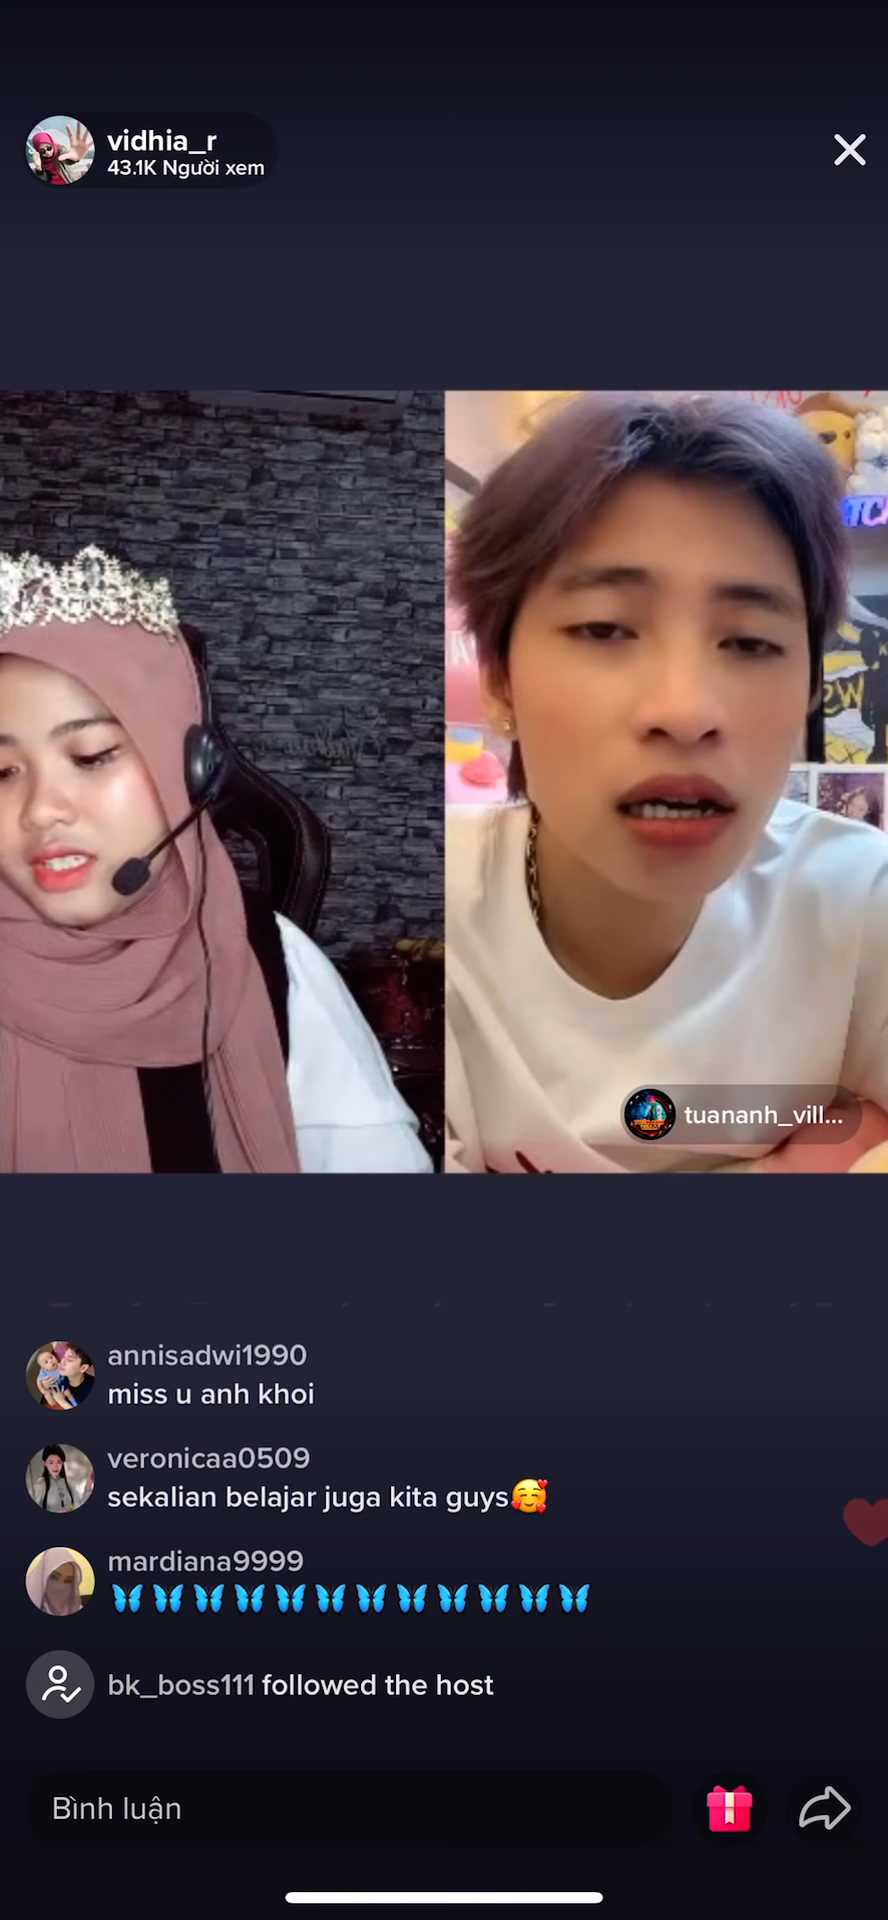 vidhia_r
43.1K Người xem
tuananh_vill...
annisadwi1990
miss u anh khoi
veronicaa0509
sekalian belajar juga kita guys🥰
mardiana9999
🦋🦋🦋🦋🦋🦋🦋🦋🦋🦋🦋🦋
bk_boss111 followed the host
Bình luận